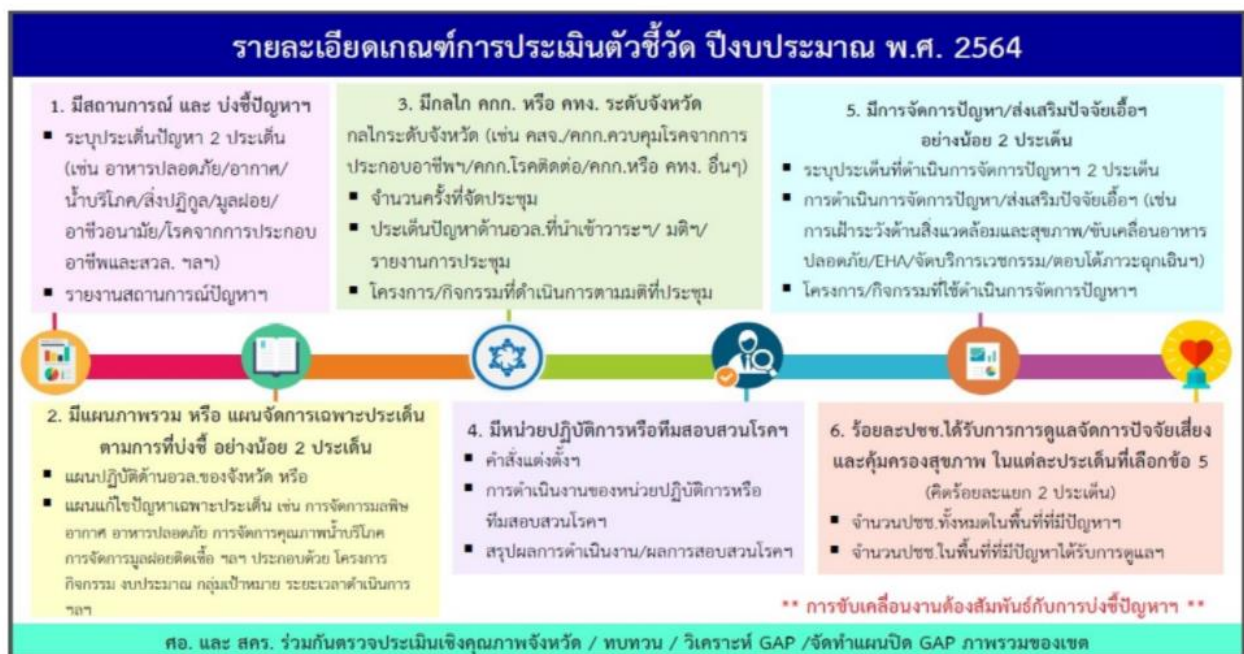 รายละเอียดเกณฑ์การประเมินตัวชี้วัด ปีงบประมาณ พ.ศ. 2564
1. มีสถานการณ์ และ บ่งชี้ปัญหาฯ
▪ ระบุประเด็นปัญหา 2 ประเด็น
(เช่น อาหารปลอดภัย/อากาศ/
น้ำบริโภค/สิ่งปฏิกูล/มูลฝอย/
อาชีวอนามัย/โรคจากการประกอบ
อาชีพและสวล. ฯลฯ)
▪ รายงานสถานการณ์ปัญหาฯ
2. มีแผนภาพรวม หรือ แผนจัดการเฉพาะประเด็น
ตามการที่บ่งชี้ อย่างน้อย 2 ประเด็น
▪ แผนปฏิบัติด้านอวล.ของจังหวัด หรือ
▪ แผนแก้ไขปัญหาเฉพาะประเด็น เช่น การจัดการมลพิษ
อากาศ อาหารปลอดภัย การจัดการคุณภาพน้ำบริโภค
การจัดการมูลฝอยติดเชื้อ ฯลฯ ประกอบด้วย โครงการ
กิจกรรม งบประมาณ กลุ่มเป้าหมาย ระยะเวลาดำเนินการ
ฯลฯ
3. มีกลไก คกก. หรือ คทง. ระดับจังหวัด
กลไกระดับจังหวัด (เช่น คสจ./คกก.ควบคุมโรคจากการ
ประกอบอาชีพฯ/คกก.โรคติดต่อ/คกก.หรือ คทง. อื่นๆ)
▪ จำนวนครั้งที่จัดประชุม
▪ ประเด็นปัญหาด้านอวล.ที่นำเข้าวาระฯ/ มติฯ/
รายงานการประชุม
▪ โครงการ/กิจกรรมที่ดำเนินการตามมติที่ประชุม
4. มีหน่วยปฏิบัติการหรือทีมสอบสวนโรคฯ
▪ คำสั่งแต่งตั้งฯ
▪ การดำเนินงานของหน่วยปฏิบัติการหรือ
ทีมสอบสวนโรคฯ
▪ สรุปผลการดำเนินงาน/ผลการสอบสวนโรคฯ
5. มีการจัดการปัญหา/ส่งเสริมปัจจัยเอื้อฯ
อย่างน้อย 2 ประเด็น
▪ ระบุประเด็นที่ดำเนินการจัดการปัญหาฯ 2 ประเด็น
▪ การดำเนินการจัดการปัญหา/ส่งเสริมปัจจัยเอื้อฯ (เช่น
การเฝ้าระวังด้านสิ่งแวดล้อมและสุขภาพ/ขับเคลื่อนอาหาร
ปลอดภัย/EHA/จัดบริการเวชกรรม/ตอบโต้ภาวะฉุกเฉินฯ)
▪ โครงการ/กิจกรรมที่ใช้ดำเนินการจัดการปัญหาฯ
6. ร้อยละปชช.ได้รับการการดูแลจัดการปัจจัยเสี่ยง
และคุ้มครองสุขภาพ ในแต่ละประเด็นที่เลือกข้อ 5
(คิดร้อยละแยก 2 ประเด็น)
▪ จำนวนปชช.ทั้งหมดในพื้นที่ที่มีปัญหาฯ
▪ จำนวนปชช.ในพื้นที่ที่มีปัญหาได้รับการดูแลฯ
** การขับเคลื่อนงานต้องสัมพันธ์กับการบ่งชี้ปัญหาฯ **
ศอ. และ สคร. ร่วมกันตรวจประเมินเชิงคุณภาพจังหวัด / ทบทวน / วิเคราะห์ GAP /จัดทำแผนปิด GAP ภาพรวมของเขต